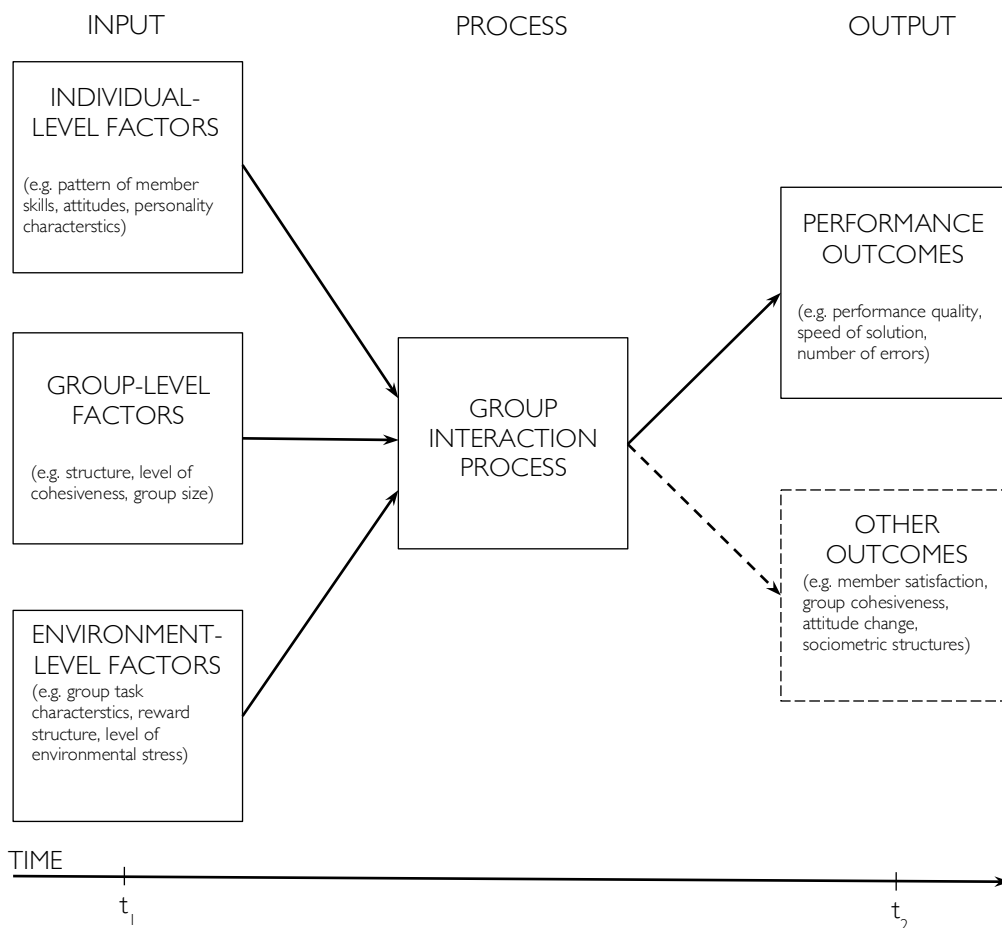 INPUT
PROCESS
OUTPUT
INDIVIDUAL-
LEVEL FACTORS
(e.g. pattern of member
skills, attitudes, personality
characterstics)
GROUP-LEVEL
FACTORS
(e.g. structure, level of
cohesiveness, group size)
ENVIRONMENT-
LEVEL FACTORS
(e.g. group task
characterstics, reward
structure, level of
environmental stress)
GROUP
INTERACTION
PROCESS
PERFORMANCE
OUTCOMES
(e.g. performance quality,
speed of solution,
number of errors)
OTHER
OUTCOMES
(e.g. member satisfaction,
group cohesiveness,
attitude change,
sociometric structures)
TIME
t1
t2